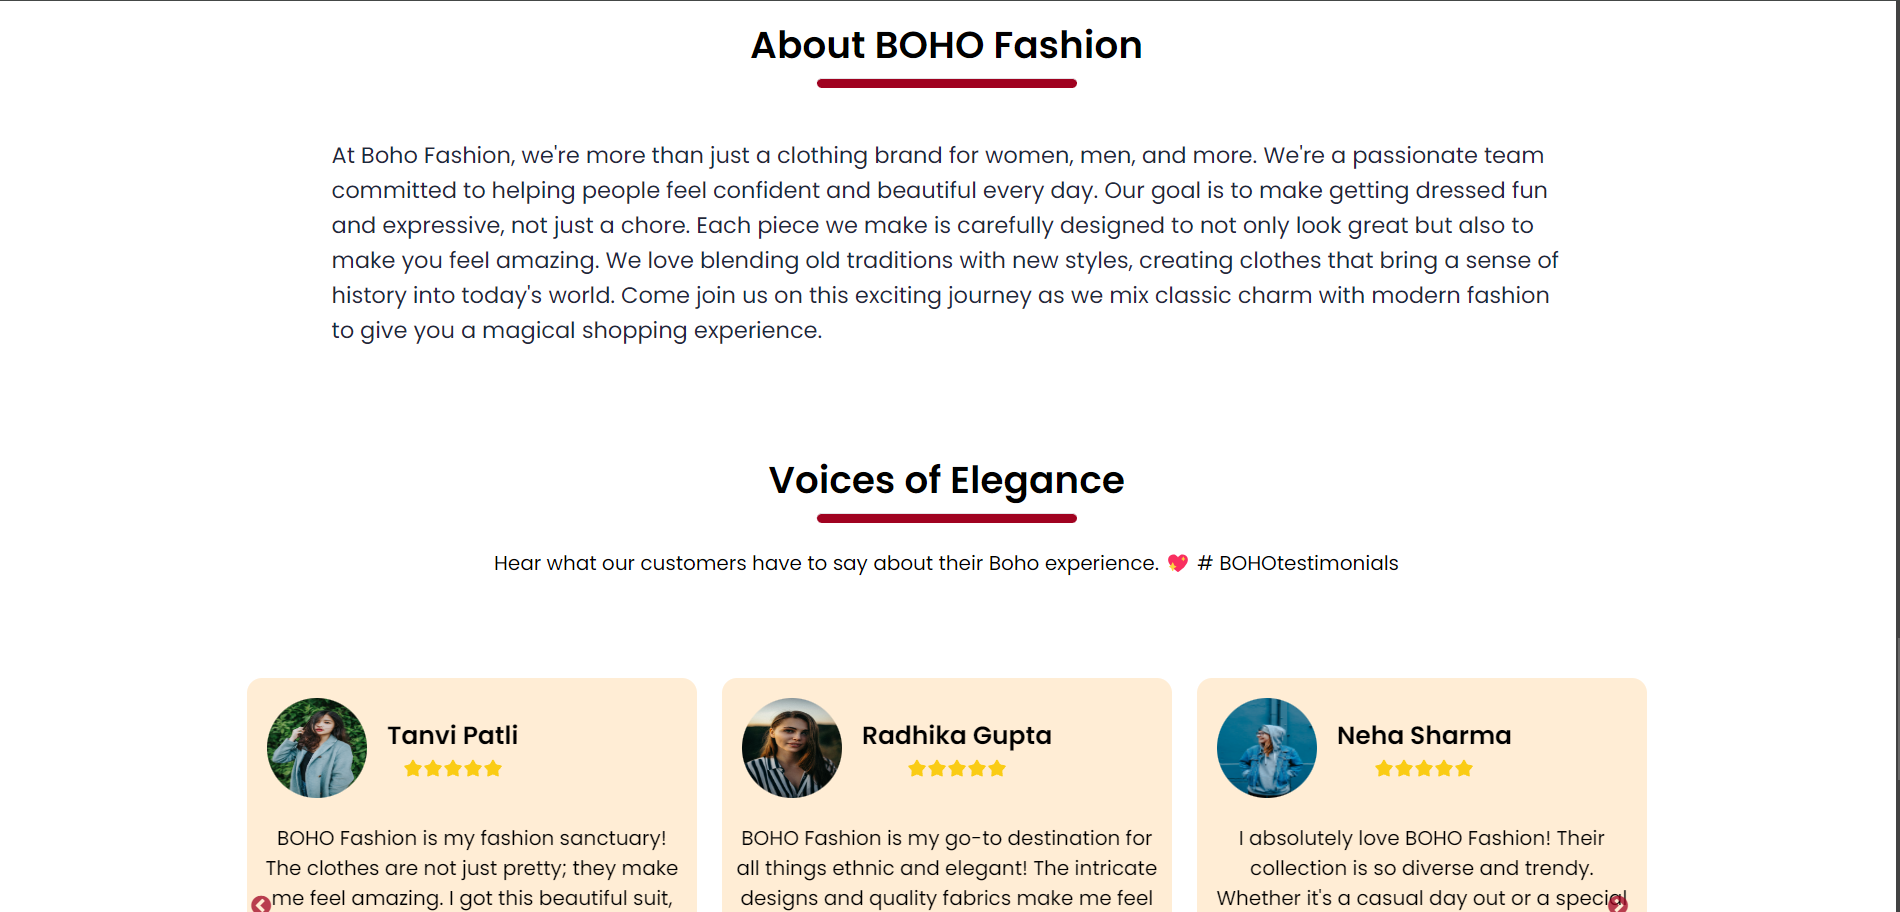 About BOHO Fashion
At Boho Fashion, we're more than just a clothing brand for women, men, and more. We're a passionate team
committed to helping people feel confident and beautiful every day. Our goal is to make getting dressed fun
and expressive, not just a chore. Each piece we make is carefully designed to not only look great but also to
make you feel amazing. We love blending old traditions with new styles, creating clothes that bring a sense of
history into today's world. Come join us on this exciting journey as we mix classic charm with modern fashion
to give you a magical shopping experience.
Voices of Elegance
Hear what our customers have to say about their Boho experience. 💖 # BOHOtestimonials
Tanvi Patli
BOHO Fashion is my fashion sanctuary!
The clothes are not just pretty; they make
me feel amazing. I got this beautiful suit,
Radhika Gupta
BOHO Fashion is my go-to destination for
all things ethnic and elegant! The intricate
designs and quality fabrics make me feel
Neha Sharma
I absolutely love BOHO Fashion! Their
collection is so diverse and trendy.
Whether it's a casual day out or a special